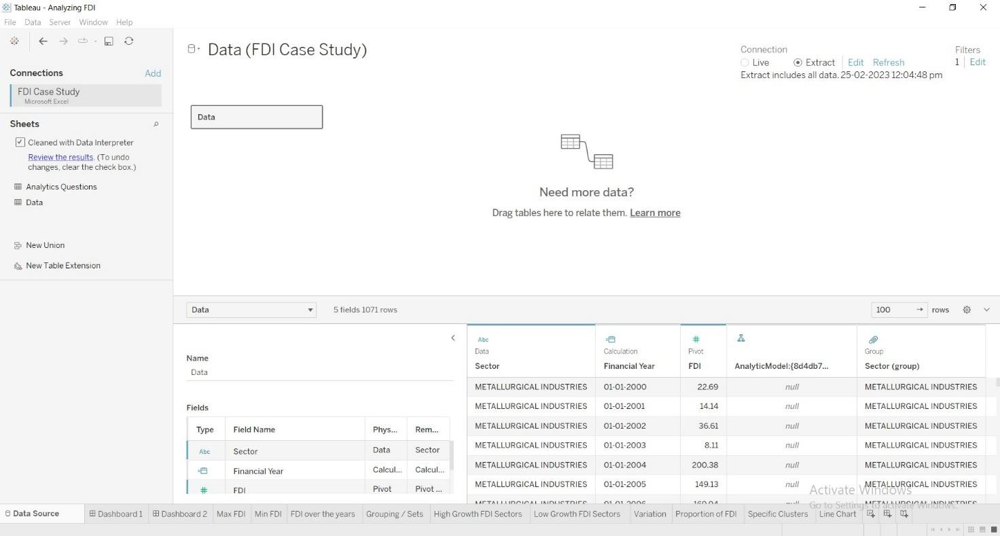 Tableau - Analyzing FDI
File Data Server Window Help
Connections Add
FDI Case Study
Microsoft Excel
Sheets
Cleaned with Data Interpreter
Review the results. (To undo
changes, clear the check box.)
Analytics Questions
Data
New Union
New Table Extension
Data (FDI Case Study)
Connection
Live Extract Edit Refresh
Extract includes all data. 25-02-2023 12:04:48 pm
Filters
1 Edit
Data
Need more data?
Drag tables here to relate them. Learn more
Data 5 fields 1071 rows 100 rows
Name
Data
Fields
Type Field Name Phys... Rem...
Abc Sector Data Sector
Financial Year Calcul... Calcul...
# FDI Pivot Pivot ...
Abc #
Data Calculation Pivot Group
Sector Financial Year FDI AnalyticModel:{8d4db7... Sector (group)
METALLURGICAL INDUSTRIES 01-01-2000 22.69 null METALLURGICAL INDUSTRIES
METALLURGICAL INDUSTRIES 01-01-2001 14.14 null METALLURGICAL INDUSTRIES
METALLURGICAL INDUSTRIES 01-01-2002 36.61 null METALLURGICAL INDUSTRIES
METALLURGICAL INDUSTRIES 01-01-2003 8.11 null METALLURGICAL INDUSTRIES
METALLURGICAL INDUSTRIES 01-01-2004 200.38 null METALLURGICAL INDUSTRIES
METALLURGICAL INDUSTRIES 01-01-2005 149.13 null METALLURGICAL INDUSTRIES
Activate Windows
Go to Settings to activate Windows.
Data Source Dashboard 1 Dashboard 2 Max FDI Min FDI FDI over the years Grouping / Sets High Growth FDI Sectors Low Growth FDI Sectors Variation Proportion of FDI Specific Clusters Line Chart